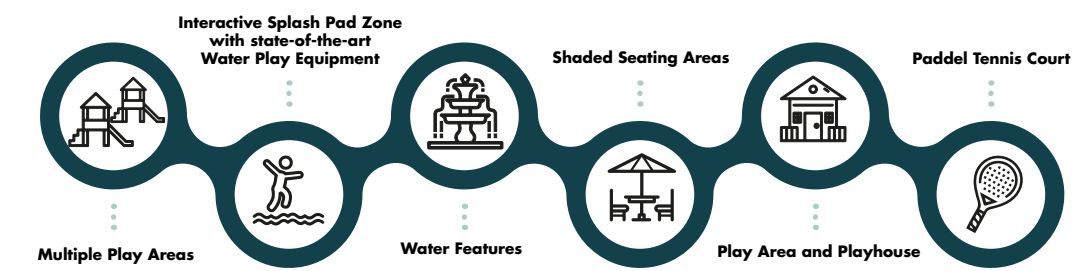 Interactive Splash Pad Zone
with state-of-the-art
Water Play Equipment
Shaded Seating Areas
Paddel Tennis Court
Multiple Play Areas
Water Features
Play Area and Playhouse